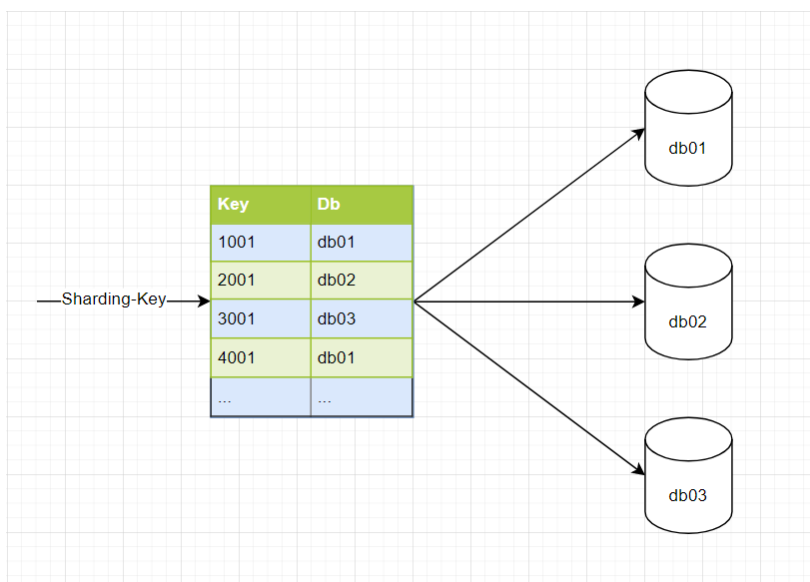 Sharding-Key
Key Db
1001 db01
2001 db02
3001 db03
4001 db01
... ...
db01
db02
db03